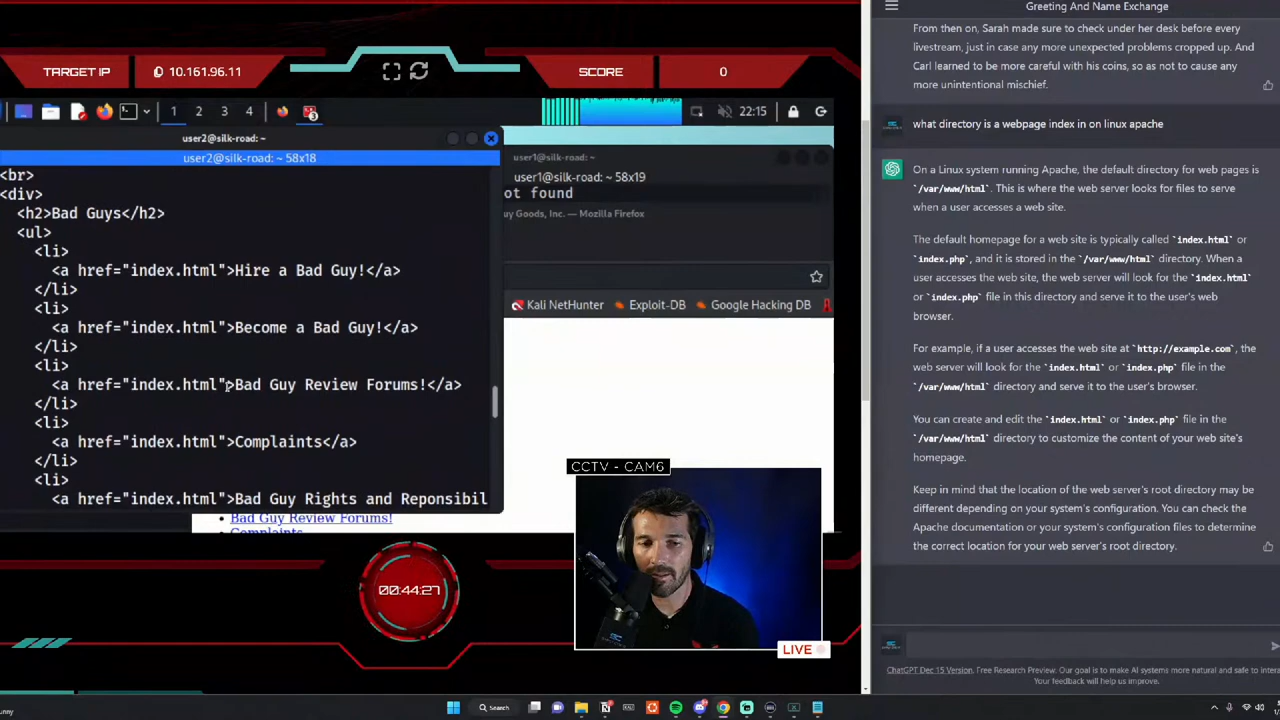 TARGET IP
10.161.96.11
SCORE
0
1 2 3 4
3
22:15
user2@silk-road: ~
user2@silk-road: ~ 58x18
<br>
<div>
<h2>Bad Guys</h2>
<ul>
<li>
<a href="index.html">Hire a Bad Guy!</a>
</li>
<li>
<a href="index.html">Become a Bad Guy!</a>
</li>
<li>
<a href="index.html">Bad Guy Review Forums!</a>
</li>
<li>
<a href="index.html">Complaints</a>
</li>
<li>
<a href="index.html">Bad Guy Rights and Reponsibil
user1@silk-road: ~
user1@silk-road: ~ 58x19
ot found
uy Goods, Inc. — Mozilla Firefox
Kali NetHunter
Exploit-DB
Google Hacking DB
Bad Guy Review Forums!
Complaints
CCTV - CAM6
LIVE
00:44:27
Greeting And Name Exchange
From then on, Sarah made sure to check under her desk before every
livestream, just in case any more unexpected problems cropped up. And
Carl learned to be more careful with his coins, so as not to cause any
more unintentional mischief.
what directory is a webpage index in on linux apache
On a Linux system running Apache, the default directory for web pages is
`/var/www/html`. This is where the web server looks for files to serve
when a user accesses a web site.
The default homepage for a web site is typically called `index.html` or
`index.php`, and it is stored in the `/var/www/html` directory. When a
user accesses the web site, the web server will look for the `index.html`
or `index.php` file in this directory and serve it to the user's web
browser.
For example, if a user accesses the web site at `http://example.com`, the
web server will look for the `index.html` or `index.php` file in the
`/var/www/html` directory and serve it to the user's browser.
You can create and edit the `index.html` or `index.php` file in the
`/var/www/html` directory to customize the content of your web site's
homepage.
Keep in mind that the location of the web server's root directory may be
different depending on your system's configuration. You can check the
Apache documentation or your system's configuration files to determine
the correct location for your web server's root directory.
ChatGPT Dec 15 Version. Free Research Preview. Our goal is to make AI systems more natural and safe to intera
Your feedback will help us improve.
unny
Search